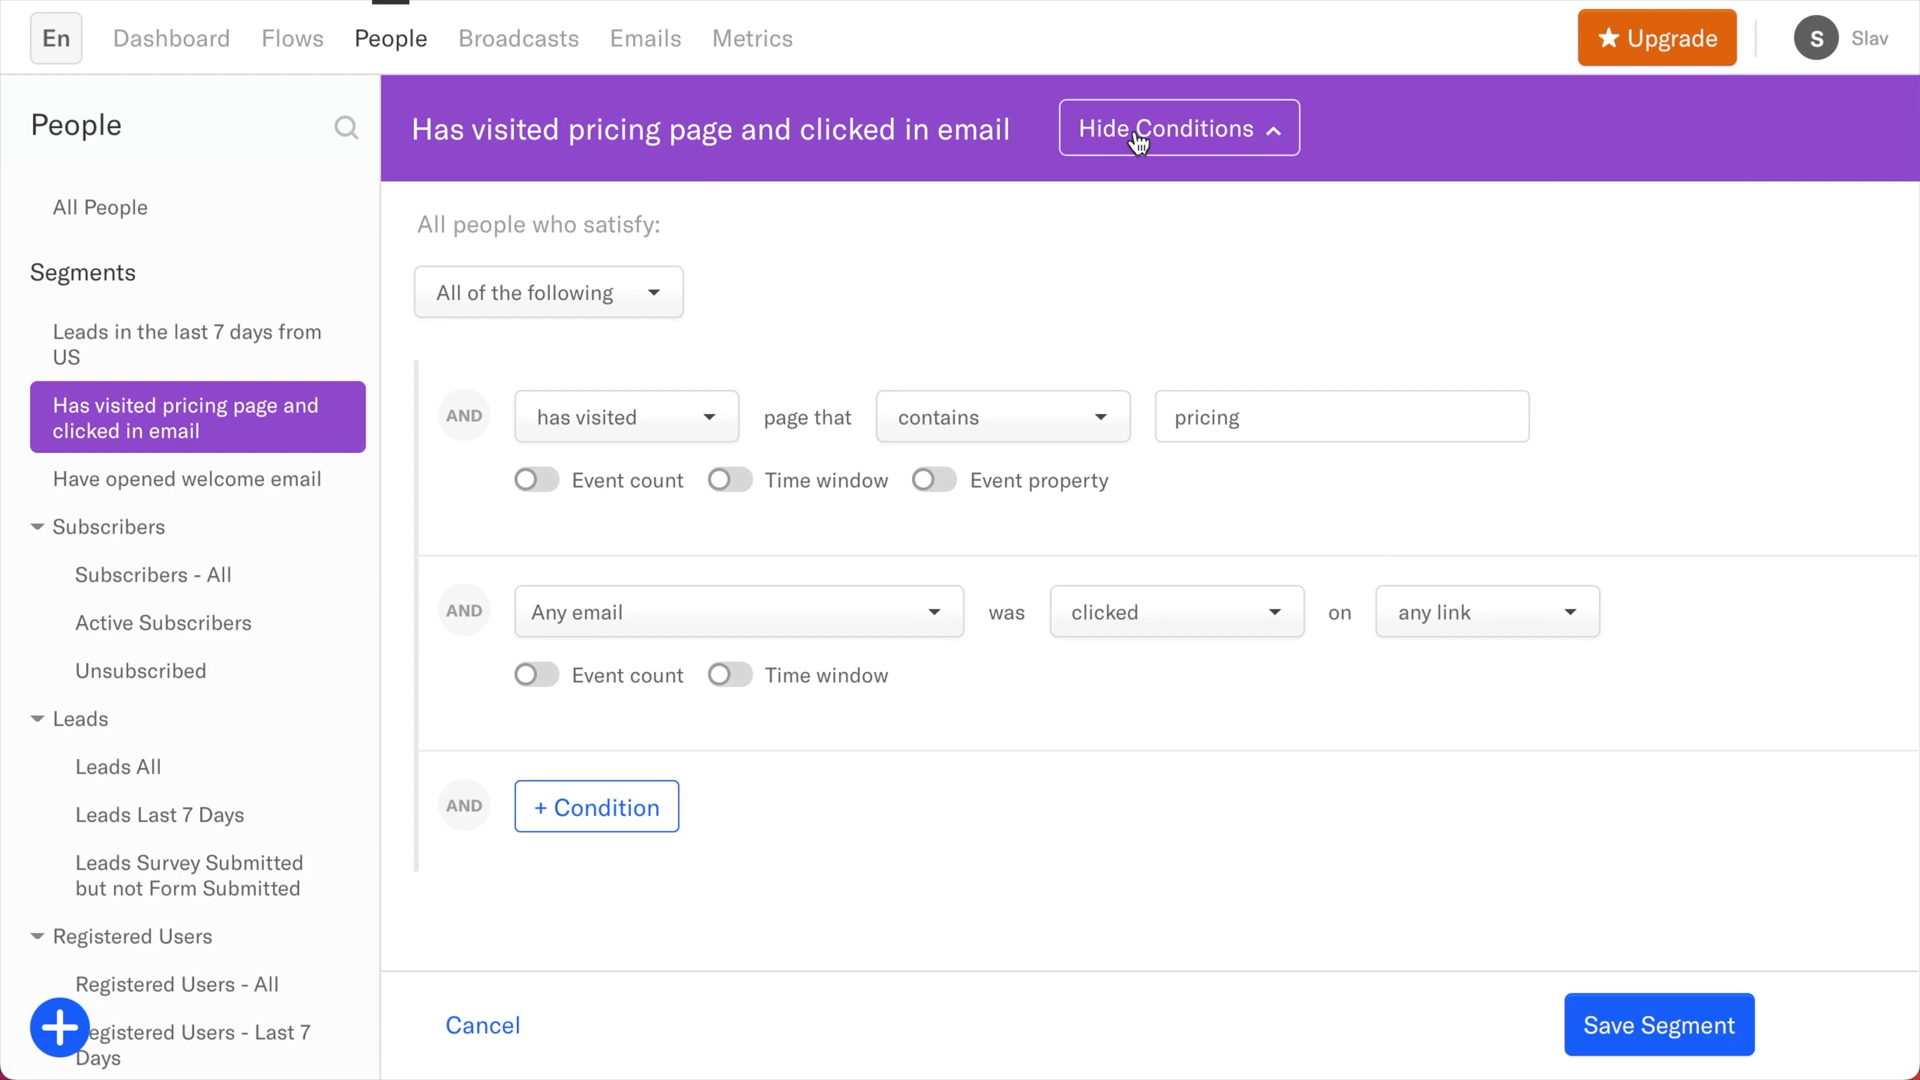 En Dashboard Flows People Broadcasts Emails Metrics ★ Upgrade S Slav
People
All People
Segments
Leads in the last 7 days from
US
Has visited pricing page and
clicked in email
Have opened welcome email
Subscribers
Subscribers - All
Active Subscribers
Unsubscribed
Leads
Leads All
Leads Last 7 Days
Leads Survey Submitted
but not Form Submitted
Registered Users
Registered Users - All
egistered Users - Last 7
Days
Has visited pricing page and clicked in email Hide Conditions
All people who satisfy:
All of the following
AND has visited page that contains pricing
Event count Time window Event property
AND Any email was clicked on any link
Event count Time window
AND + Condition
Cancel Save Segment